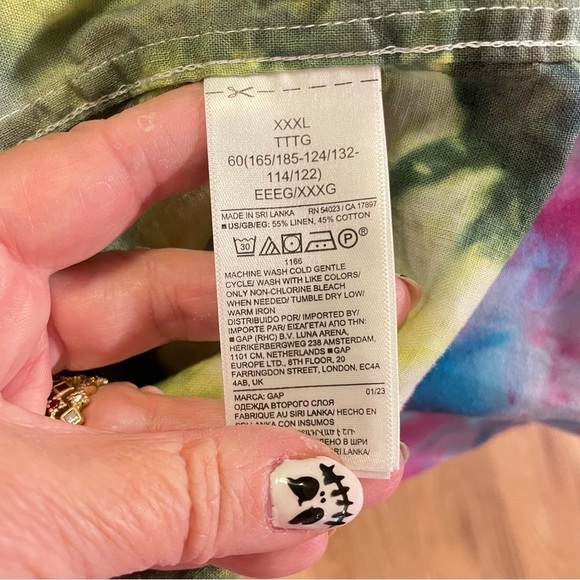 XXXL
TTTG
60(165/185-124/132-
114/122)
EEEG/XXXG
MADE IN SRI LANKA RN 54023 / CA 17897
■US/GB/EG: 55% LINEN, 45% COTTON
30 P
1166
MACHINE WASH COLD GENTLE
CYCLE/ WASH WITH LIKE COLORS/
ONLY NON-CHLORINE BLEACH
WHEN NEEDED/ TUMBLE DRY LOW/
WARM IRON
DISTRIBUIDO POR/ IMPORTED BY/
IMPORTE PAR/ ΕΙΣΑΓΕΤΑΙ ΑΠΟ ΤΗΝ:
■GAP (RHC) B.V. LUNA ARENA,
HERIKERBERGWEG 238 AMSTERDAM,
1101 CM, NETHERLANDS ■GAP
EUROPE LTD., 8TH FLOOR, 20
FARRINGDON STREET, LONDON, EC4A
4AB, UK
MARCA: GAP 01/23
ОДЕЖДА ВТОРОГО СЛОЯ
FABRIQUE AU SRI LANKA/ HECHO EN
SRI LANKA CON INSUMOS
В ШРИ
LANKA/